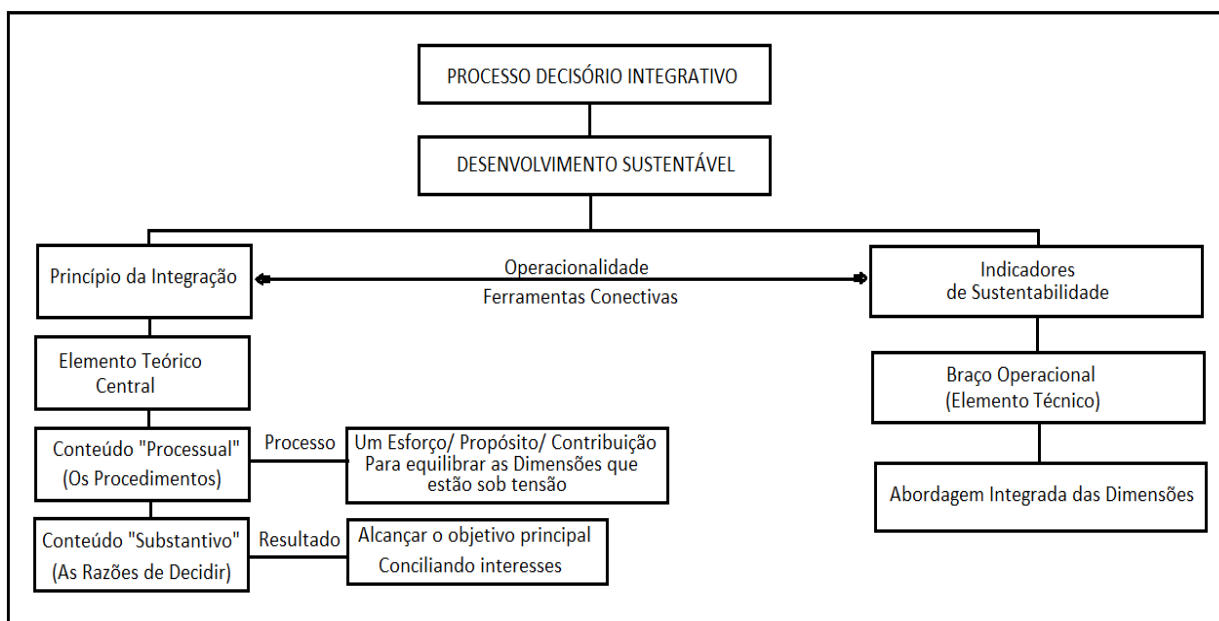 PROCESSO DECISÓRIO INTEGRATIVO
DESENVOLVIMENTO SUSTENTÁVEL
Princípio da Integração
Operacionalidade
Ferramentas Conectivas
Indicadores
de Sustentabilidade
Elemento Teórico
Central
Braço Operacional
(Elemento Técnico)
Conteúdo "Processual"
(Os Procedimentos)
Processo
Um Esforço/ Propósito/ Contribuição
Para equilibrar as Dimensões que
estão sob tensão
Abordagem Integrada das Dimensões
Conteúdo "Substantivo"
(As Razões de Decidir)
Resultado
Alcançar o objetivo principal
Conciliando interesses